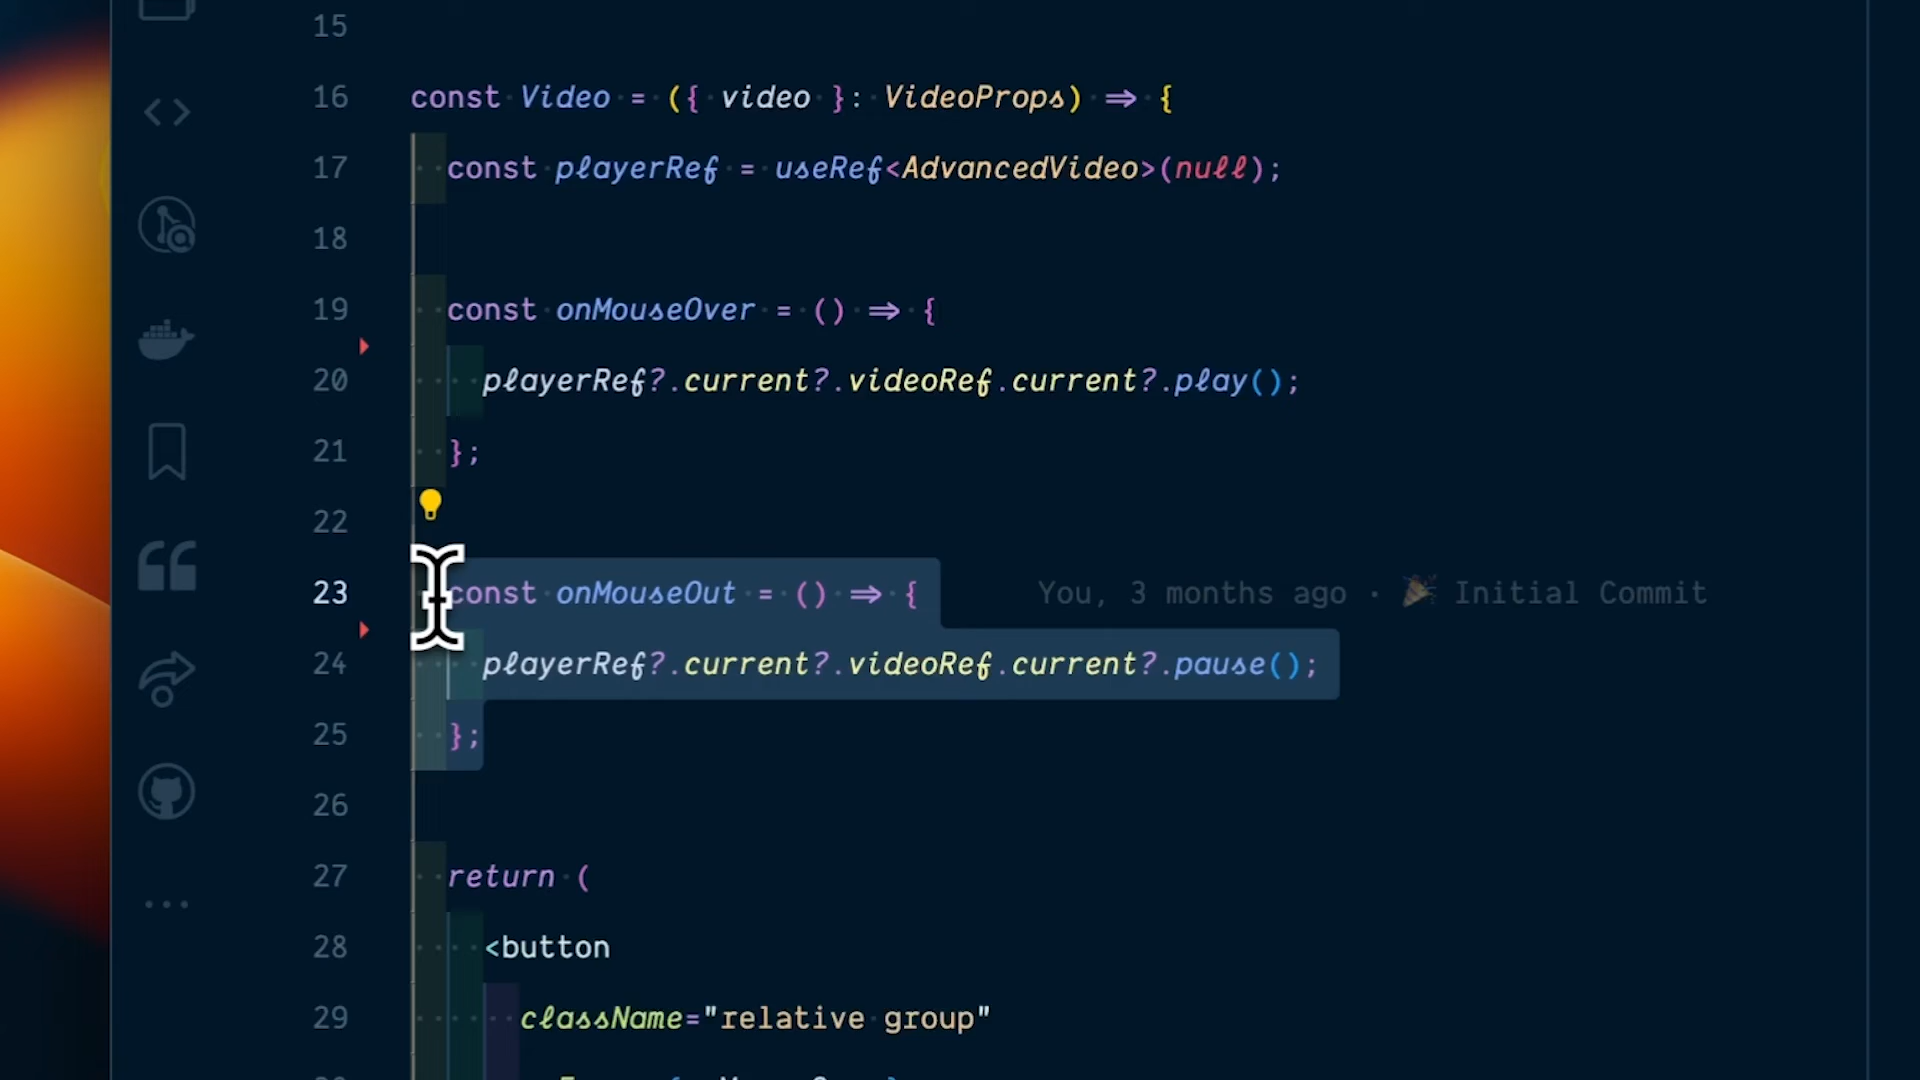 15
16 const Video = ({ video }: VideoProps) => {
17 const playerRef = useRef<AdvancedVideo>(null);
18
19 const onMouseOver = () => {
20 playerRef?.current?.videoRef.current?.play();
21 };
22
23 const onMouseOut = () => { You, 3 months ago · 🎉 Initial Commit
24 playerRef?.current?.videoRef.current?.pause();
25 };
26
27 return (
28 <button
29 className="relative group"